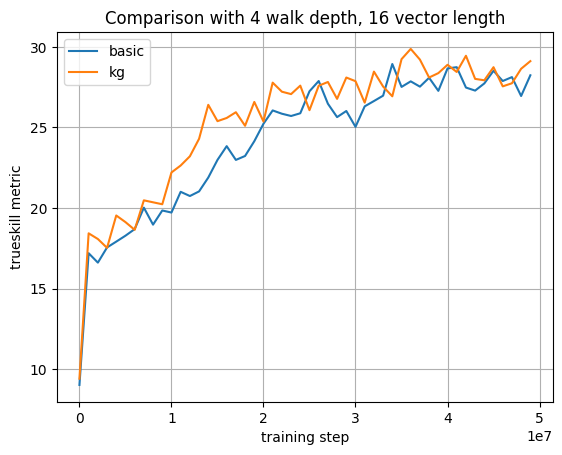 Comparison with 4 walk depth, 16 vector length
trueskill metric
30
25
20
15
10
basic
kg
0
1
2
3
4
5
1e7
training step